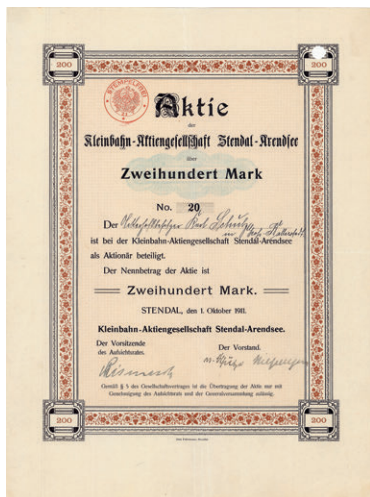 200
200
STEMPELFREI
Aktie
der
Kleinbahn-Aktiengesellschaft Stendal-Arendsee
über
Zweihundert Mark
No. 20
Der
ist bei der Kleinbahn-Aktiengesellschaft Stendal-Arendsee
als Aktionär beteiligt.
Der Nennbetrag der Aktie ist
Zweihundert Mark.
STENDAL, den 1. Oktober 1911.
Kleinbahn-Aktiengesellschaft Stendal-Arendsee.
Der Vorsitzende
des Aufsichtsrates.
Der Vorstand.
Gemäß § 5 des Gesellschaftsvertrages ist die Übertragung der Aktie nur mit
Genehmigung des Aufsichtsrats und der Generalversammlung zulässig.
200
200